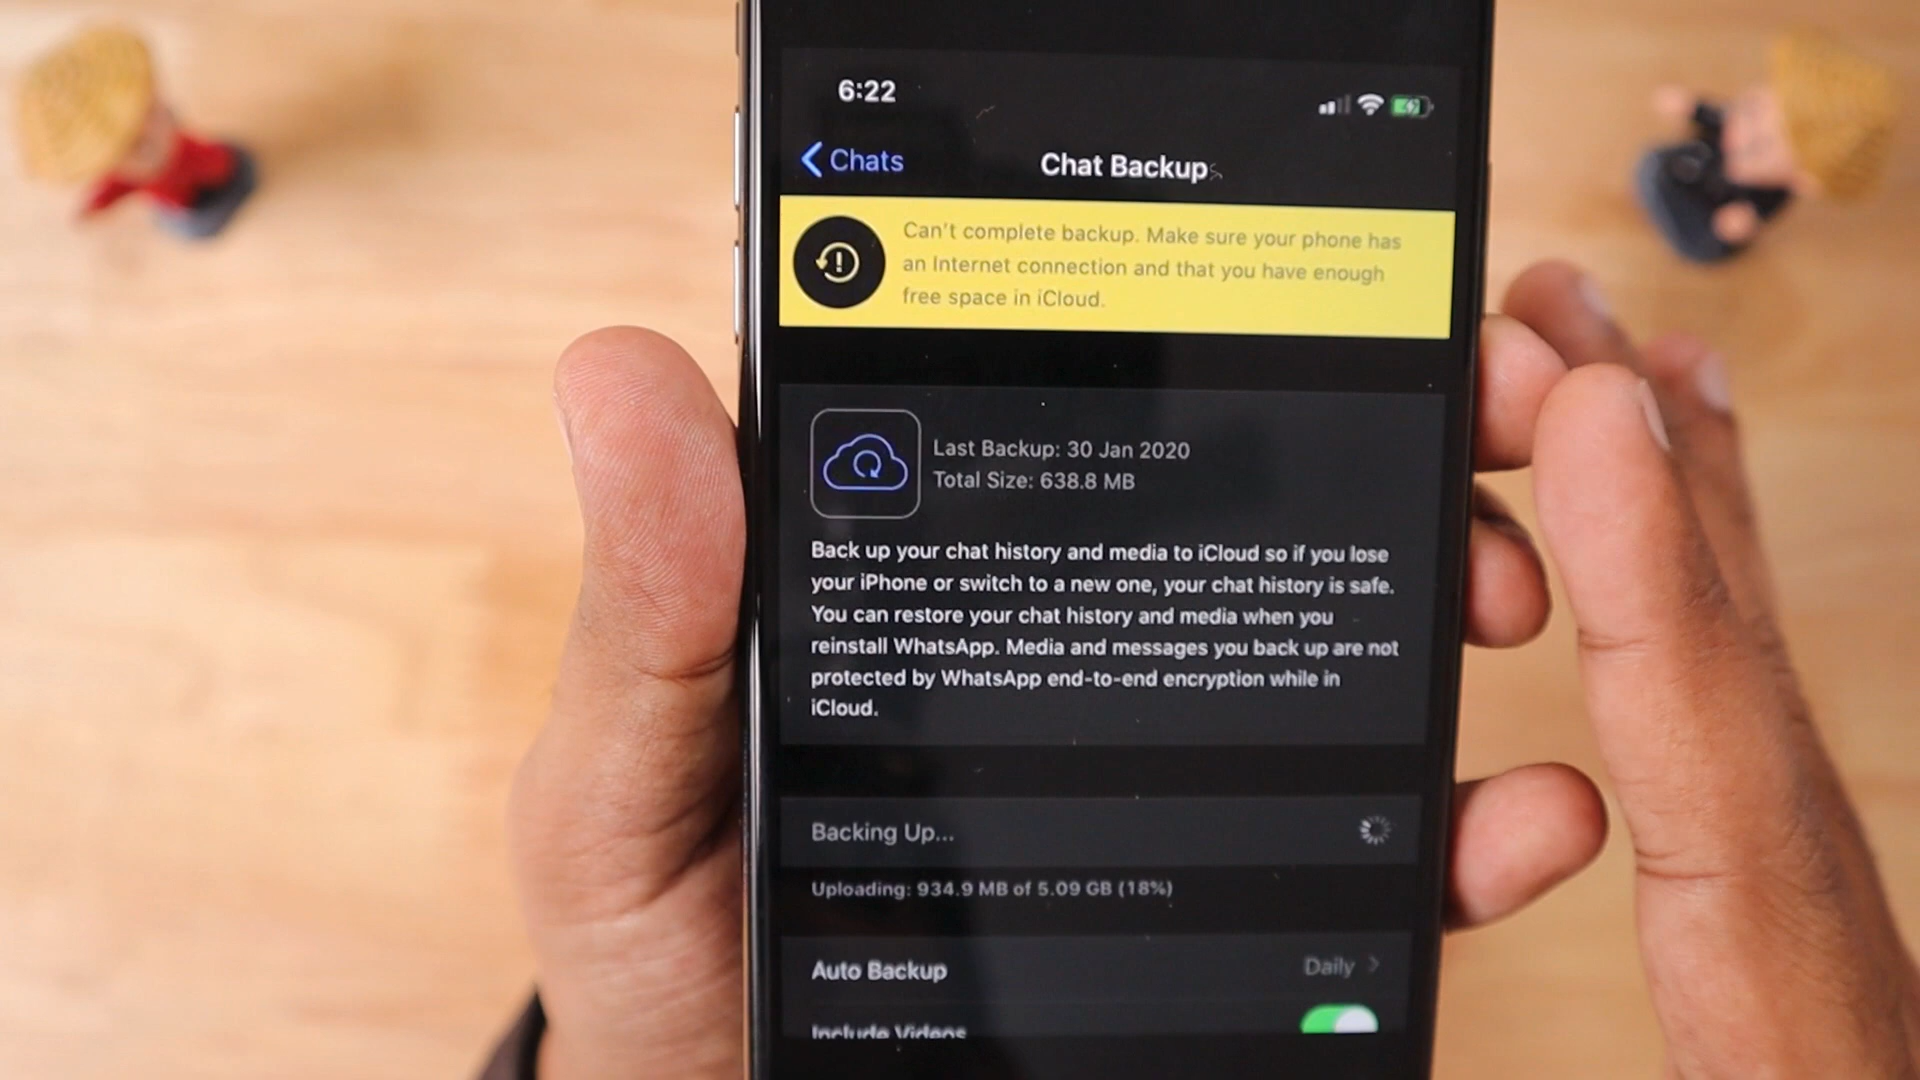 6:22
Chats
Chat Backup
Can't complete backup. Make sure your phone has
an Internet connection and that you have enough
free space in iCloud.
Last Backup: 30 Jan 2020
Total Size: 638.8 MB
Back up your chat history and media to iCloud so if you lose
your iPhone or switch to a new one, your chat history is safe.
You can restore your chat history and media when you
reinstall WhatsApp. Media and messages you back up are not
protected by WhatsApp end-to-end encryption while in
iCloud.
Backing Up...
Uploading: 934.9 MB of 5.09 GB (18%)
Auto Backup Daily
Include Videos